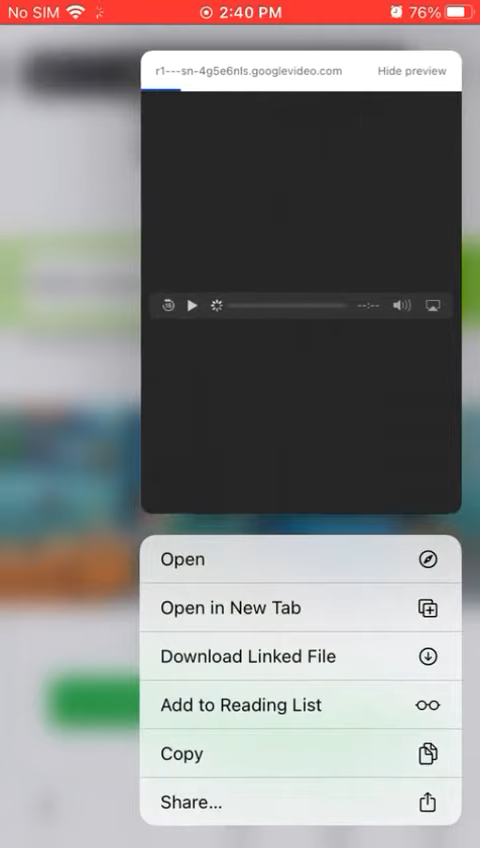 No SIM 2:40 PM 76%
r1---sn-4g5e6nls.googlevideo.com Hide preview
15 --:--
Open
Open in New Tab
Download Linked File
Add to Reading List
Copy
Share...